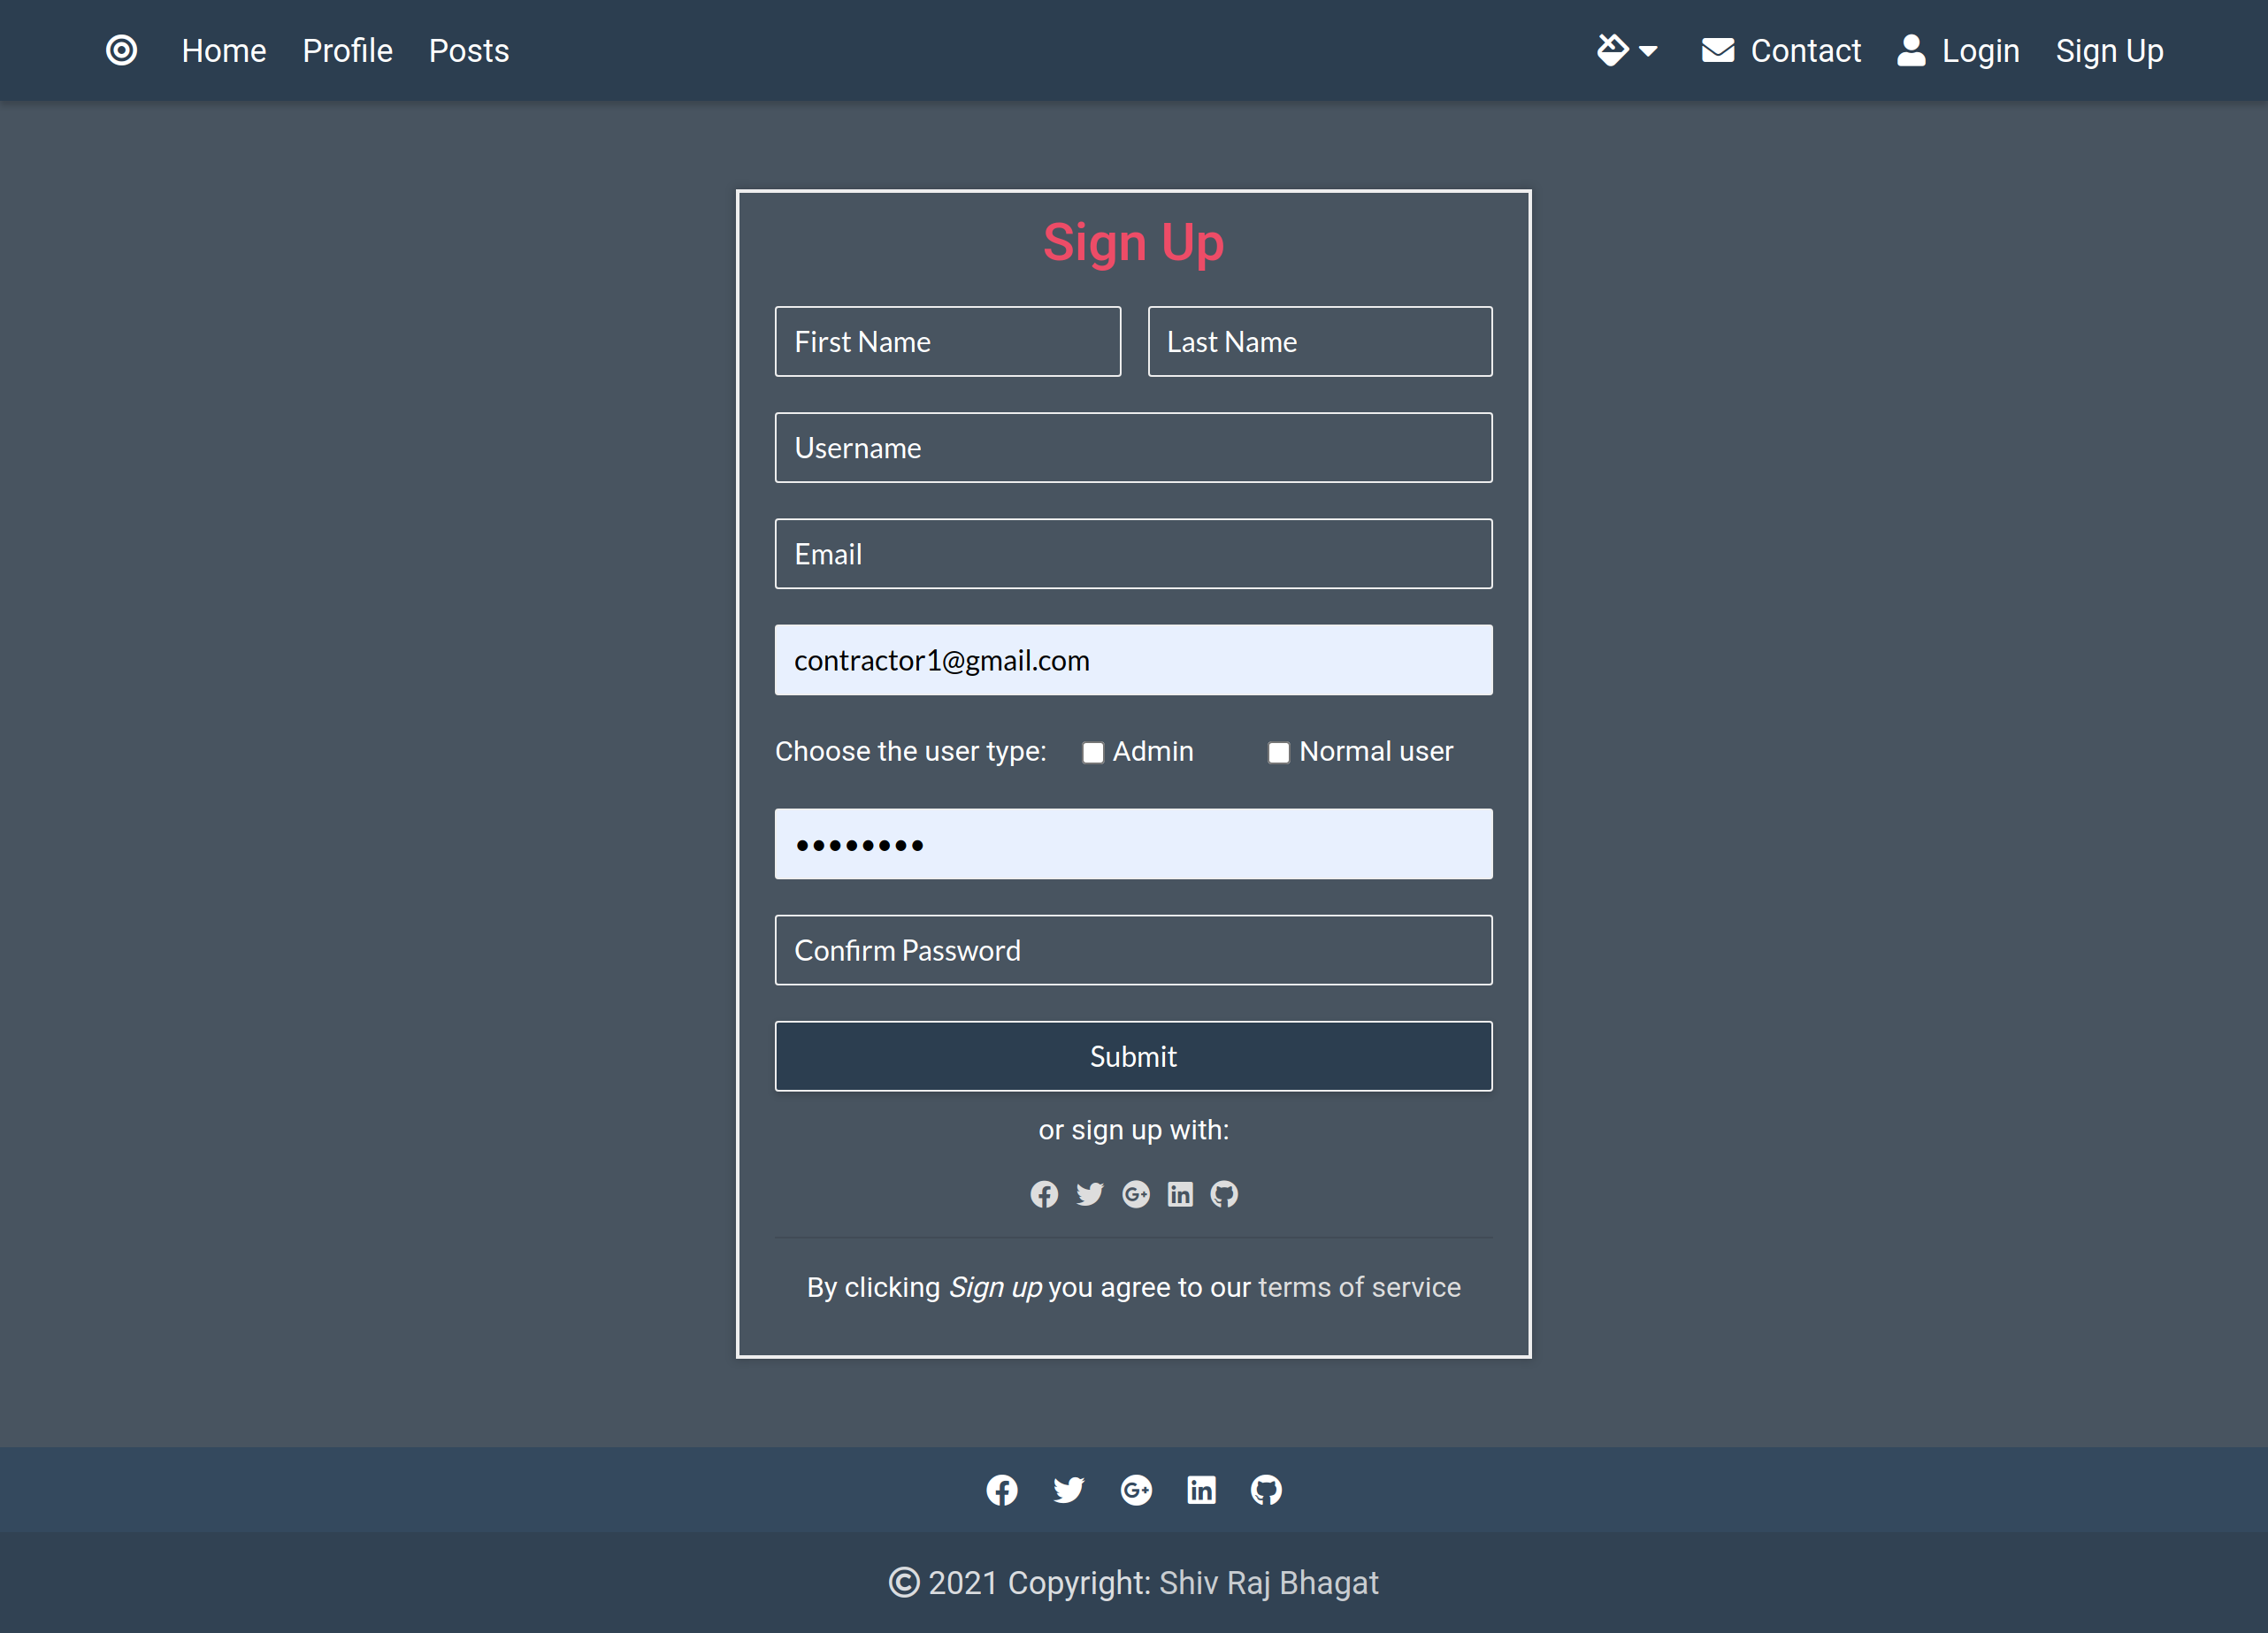 Home Profile Posts Contact Login Sign Up
Sign Up
First Name Last Name
Username
Email
contractor1@gmail.com
Choose the user type: Admin Normal user
••••••••
Confirm Password
Submit
or sign up with:
By clicking Sign up you agree to our terms of service
© 2021 Copyright: Shiv Raj Bhagat